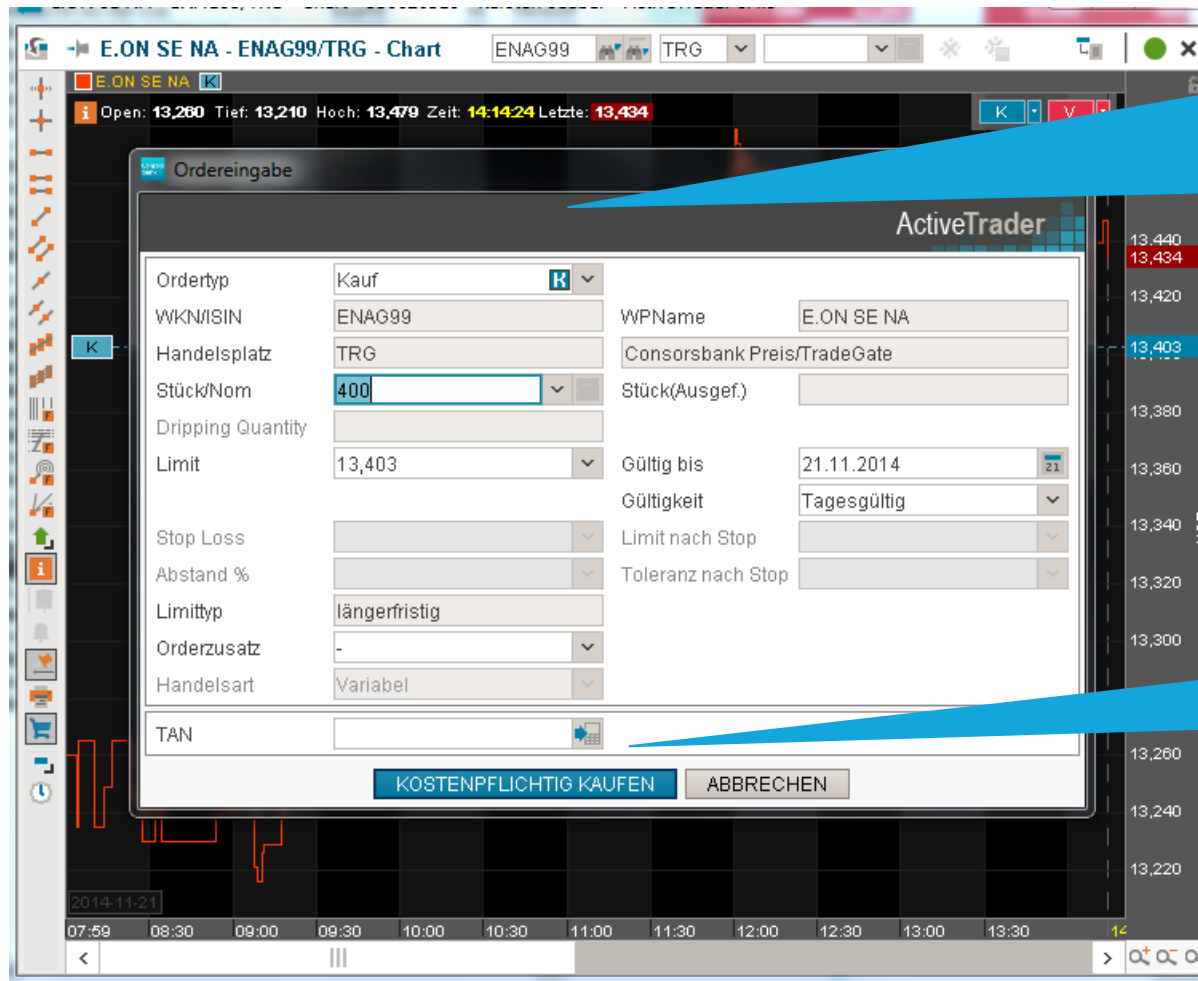 E.ON SE NA - ENAG99/TRG - Chart ENAG99 TRG
E.ON SE NA K
Open: 13,260 Tief: 13,210 Hoch: 13,479 Zeit: 14:14:24 Letzte: 13,434
K V
Ordereingabe
ActiveTrader
Ordertyp Kauf K
WKN/ISIN ENAG99 WPName E.ON SE NA
Handelsplatz TRG Consorsbank Preis/TradeGate
Stück/Nom 400 Stück(Ausgef.)
Dripping Quantity
Limit 13,403 Gültig bis 21.11.2014 21
Gültigkeit Tagesgültig
Stop Loss Limit nach Stop
Abstand % Toleranz nach Stop
Limittyp längerfristig
Orderzusatz -
Handelsart Variabel
TAN
KOSTENPFLICHTIG KAUFEN ABBRECHEN
K
13,440
13,434
13,420
13,403
13,380
13,360
13,340
13,320
13,300
13,260
13,240
13,220
2014-11-21
07:59 08:30 09:00 09:30 10:00 10:30 11:00 11:30 12:00 12:30 13:00 13:30 14